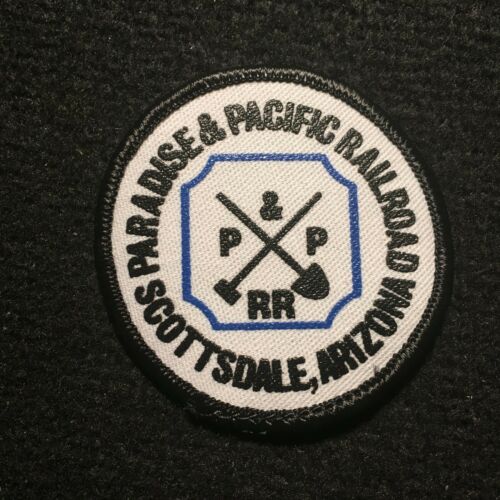 PARADISE & PACIFIC RAILROAD
SCOTTSDALE, ARIZONA
&
P P
RR